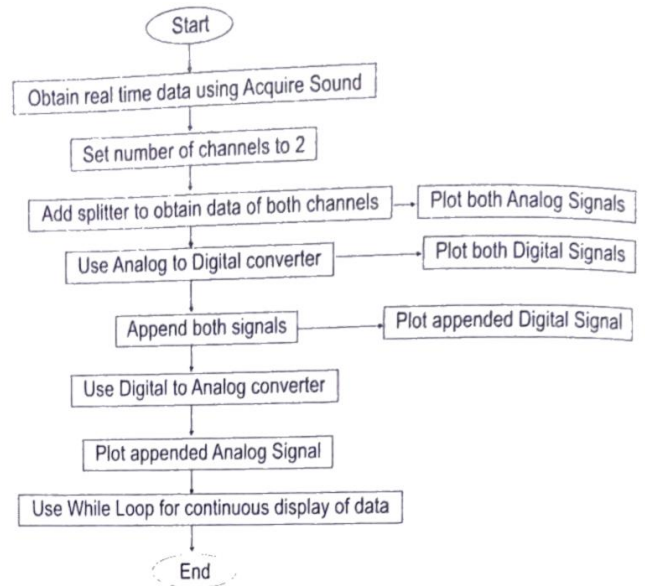 Start
Obtain real time data using Acquire Sound
Set number of channels to 2
Add splitter to obtain data of both channels
Plot both Analog Signals
Use Analog to Digital converter
Plot both Digital Signals
Append both signals
Plot appended Digital Signal
Use Digital to Analog converter
Plot appended Analog Signal
Use While Loop for continuous display of data
End